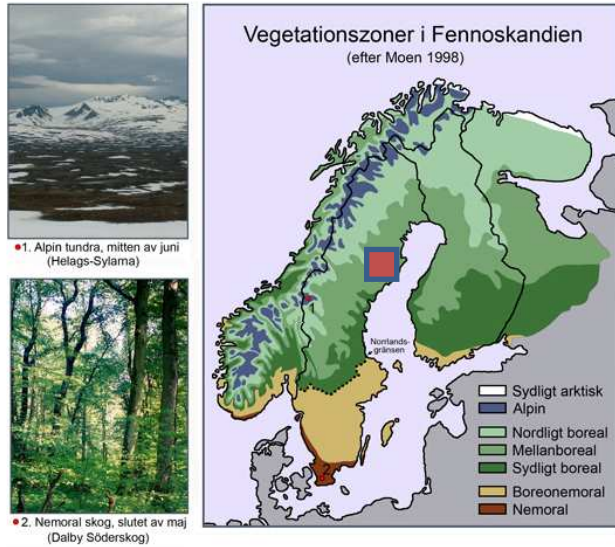 Vegetationszoner i Fennoskandien
(efter Moen 1998)
1. Alpin tundra, mitten av juni
(Helags-Sylarna)
2. Nemoral skog, slutet av maj
(Dalby Söderskog)
1
Norrlands-
gränsen
2
Sydligt arktisk
Alpin
Nordligt boreal
Mellanboreal
Sydligt boreal
Boreonemoral
Nemoral